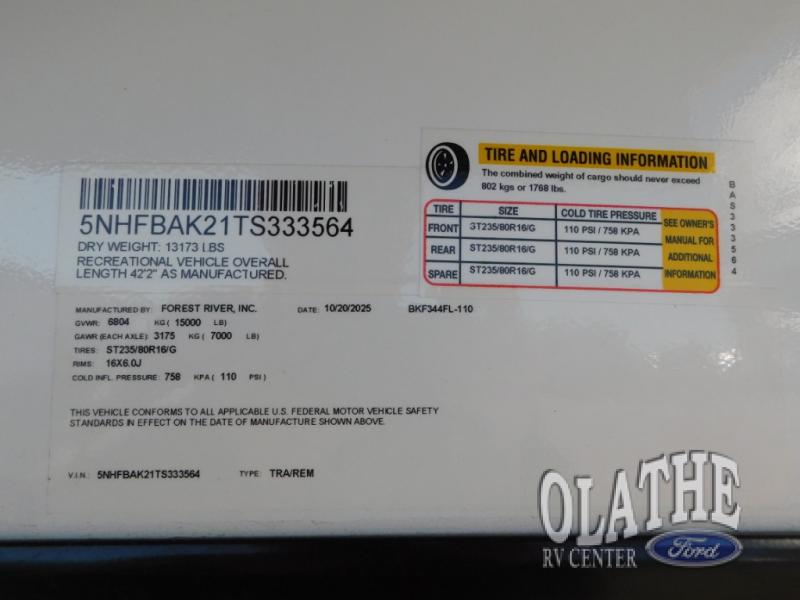 5NHFBAK21TS333564
DRY WEIGHT: 13173 LBS
RECREATIONAL VEHICLE OVERALL
LENGTH 42'2" AS MANUFACTURED.
TIRE AND LOADING INFORMATION
The combined weight of cargo should never exceed
802 kgs or 1768 lbs.
TIRE SIZE COLD TIRE PRESSURE
FRONT ST235/80R16/G 110 PSI / 758 KPA
REAR ST235/80R16/G 110 PSI / 758 KPA
SPARE ST235/80R16/G 110 PSI / 758 KPA
SEE OWNER'S
MANUAL FOR
ADDITIONAL
INFORMATION
BAS333564
MANUFACTURED BY: FOREST RIVER, INC. DATE: 10/20/2025 BKF344FL-110
GVWR: 6804 KG ( 15000 LB)
GAWR (EACH AXLE): 3175 KG ( 7000 LB)
TIRES: ST235/80R16/G
RIMS: 16X6.0J
COLD INFL. PRESSURE: 758 KPA ( 110 PSI )
THIS VEHICLE CONFORMS TO ALL APPLICABLE U.S. FEDERAL MOTOR VEHICLE SAFETY
STANDARDS IN EFFECT ON THE DATE OF MANUFACTURE SHOWN ABOVE.
V.I.N.: 5NHFBAK21TS333564 TYPE: TRA/REM
OLATHE
RV CENTER Ford